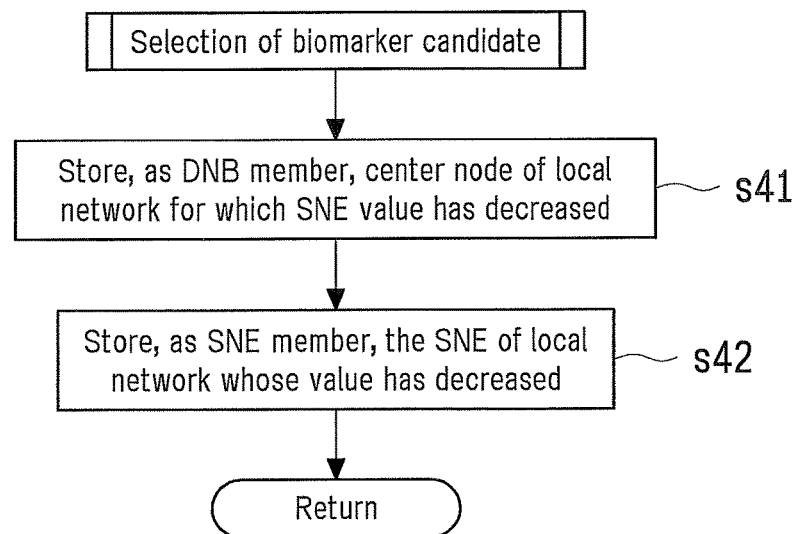 Selection of biomarker candidate
Store, as DNB member, center node of local
network for which SNE value has decreased
s41
Store, as SNE member, the SNE of local
network whose value has decreased
s42
Return